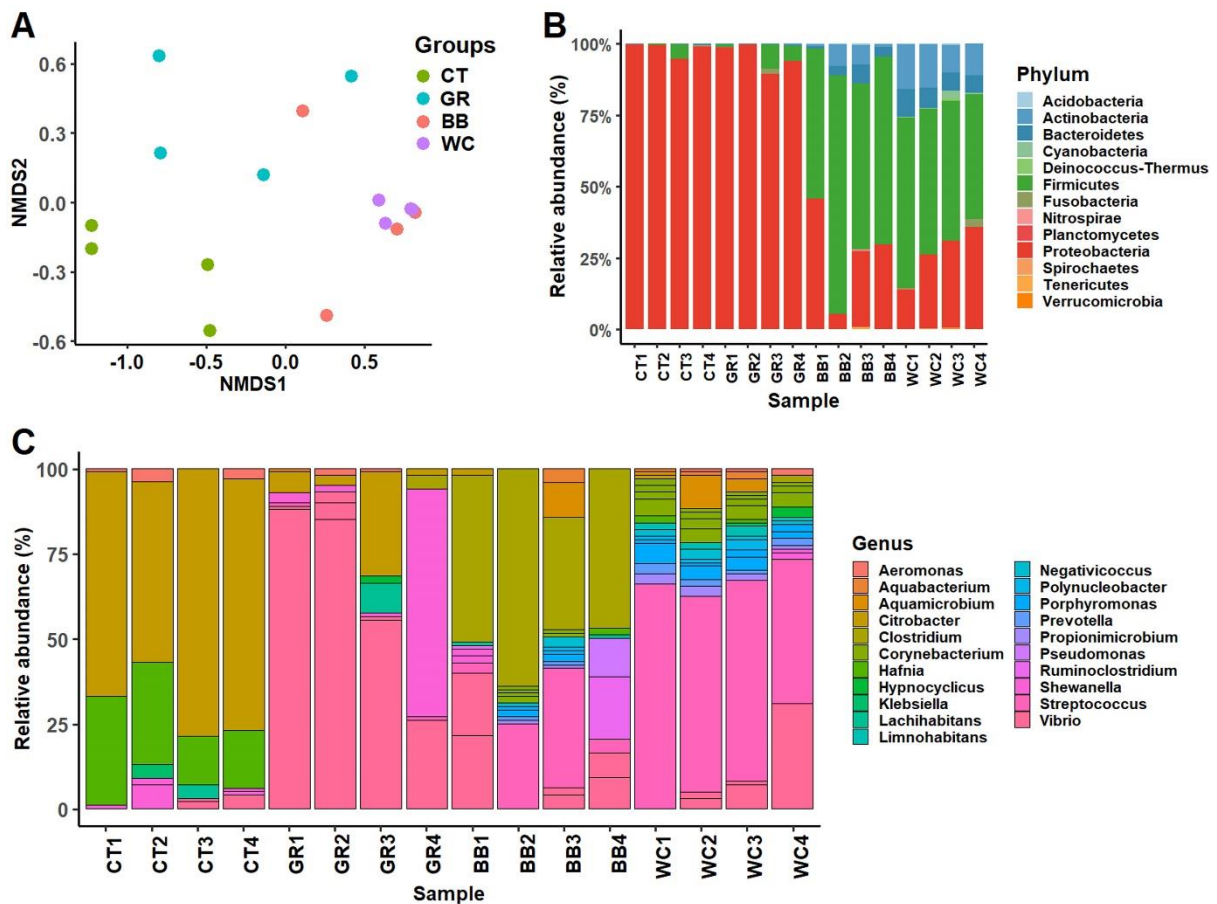 A
Groups
CT
GR
BB
WC
NMDS2
0.6
0.3
0.0
-0.3
-0.6
-1.0
-0.5
0.0
0.5
NMDS1
B
Relative abundance (%)
100%
75%
50%
25%
0%
CT1
CT2
CT3
CT4
GR1
GR2
GR3
GR4
BB1
BB2
BB3
BB4
WC1
WC2
WC3
WC4
Sample
Phylum
Acidobacteria
Actinobacteria
Bacteroidetes
Cyanobacteria
Deinococcus-Thermus
Firmicutes
Fusobacteria
Nitrospirae
Planctomycetes
Proteobacteria
Spirochaetes
Tenericutes
Verrucomicrobia
C
Relative abundance (%)
100
75
50
25
0
CT1
CT2
CT3
CT4
GR1
GR2
GR3
GR4
BB1
BB2
BB3
BB4
WC1
WC2
WC3
WC4
Sample
Genus
Aeromonas
Aquabacterium
Aquamicrobium
Citrobacter
Clostridium
Corynebacterium
Hafnia
Hypnocyclicus
Klebsiella
Lachihabitans
Limnohabitans
Negativicoccus
Polynucleobacter
Porphyromonas
Prevotella
Propionimicrobium
Pseudomonas
Ruminoclostridium
Shewanella
Streptococcus
Vibrio